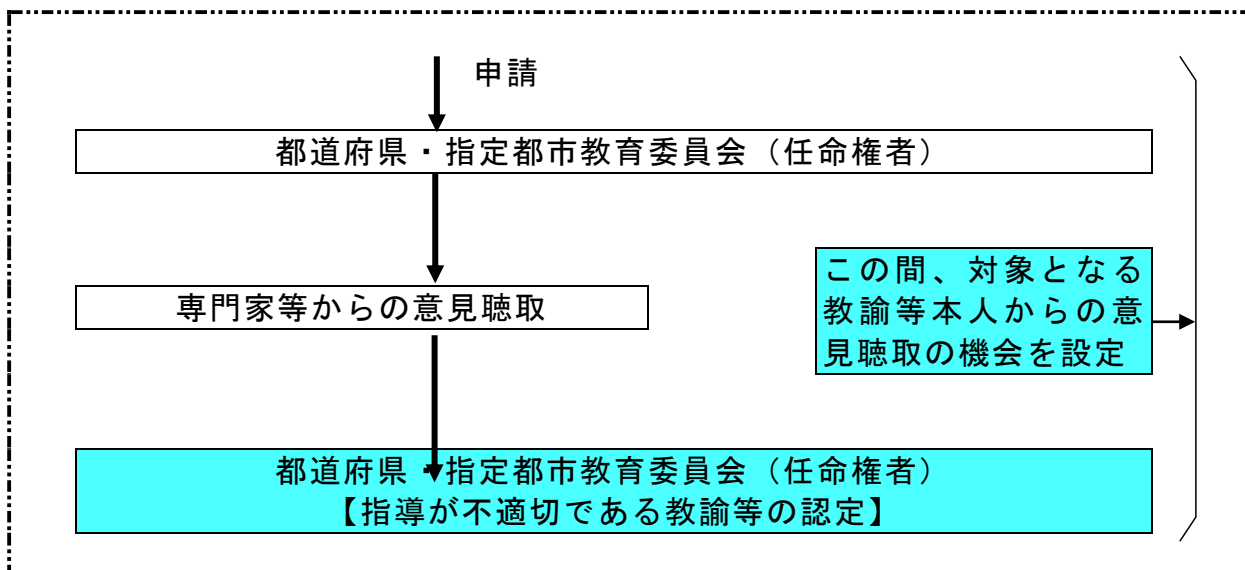 申請
都道府県・指定都市教育委員会（任命権者）
この間、対象となる
教諭等本人からの意
見聴取の機会を設定
専門家等からの意見聴取
都道府県・指定都市教育委員会（任命権者）
【指導が不適切である教諭等の認定】